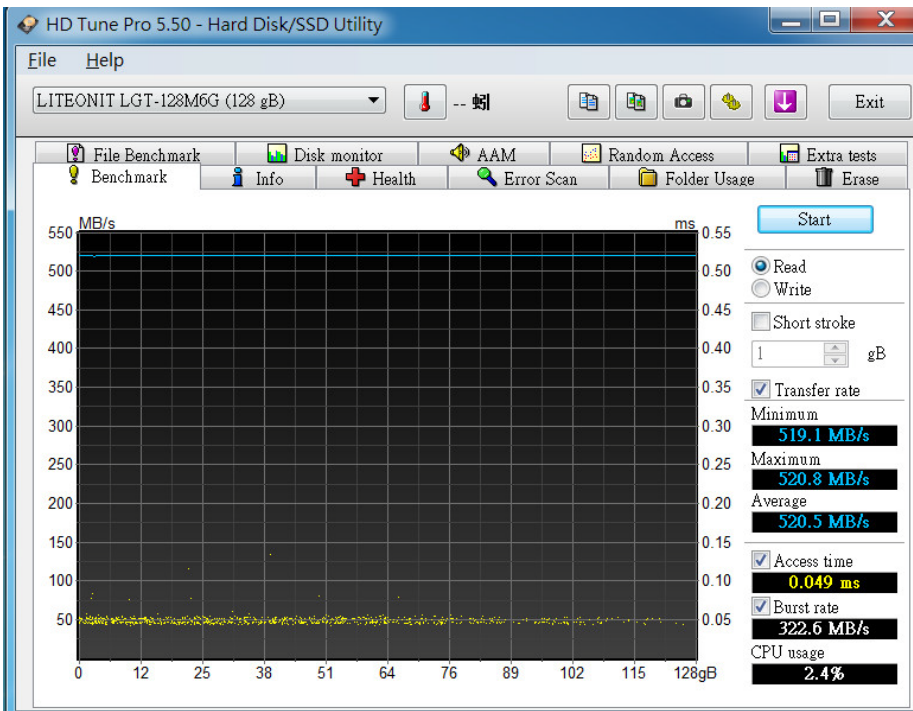 HD Tune Pro 5.50 - Hard Disk/SSD Utility
File Help
LITEONIT LGT-128M6G (128 gB) -- 蚓 Exit
File Benchmark Disk monitor AAM Random Access Extra tests
Benchmark Info Health Error Scan Folder Usage Erase
MB/s ms
550 0.55
500 0.50
450 0.45
400 0.40
350 0.35
300 0.30
250 0.25
200 0.20
150 0.15
100 0.10
50 0.05
0 12 25 38 51 64 76 89 102 115 128gB
Start
Read
Write
Short stroke
1 gB
Transfer rate
Minimum
519.1 MB/s
Maximum
520.8 MB/s
Average
520.5 MB/s
Access time
0.049 ms
Burst rate
322.6 MB/s
CPU usage
2.4%